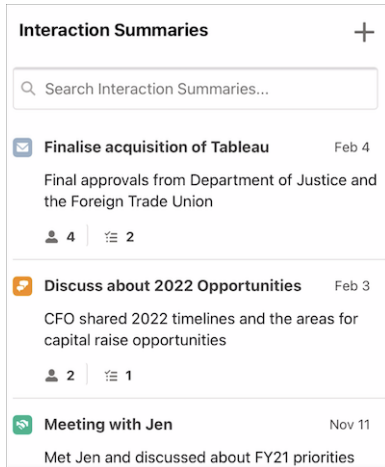 Interaction Summaries
Search Interaction Summaries...
Finalise acquisition of Tableau Feb 4
Final approvals from Department of Justice and
the Foreign Trade Union
4 2
Discuss about 2022 Opportunities Feb 3
CFO shared 2022 timelines and the areas for
capital raise opportunities
2 1
Meeting with Jen Nov 11
Met Jen and discussed about FY21 priorities